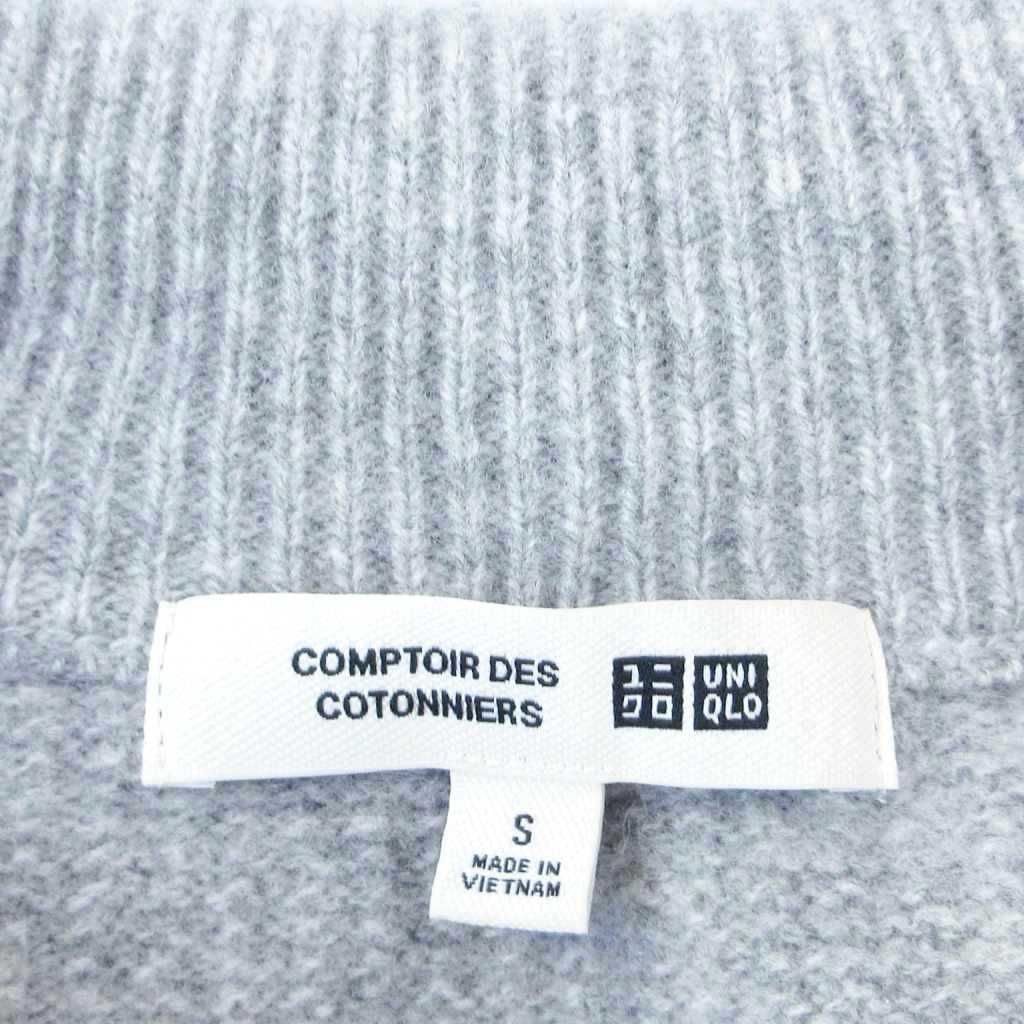 COMPTOIR DES
COTONNIERS
ユニ
クロ
UNI
QLO
S
MADE IN
VIETNAM